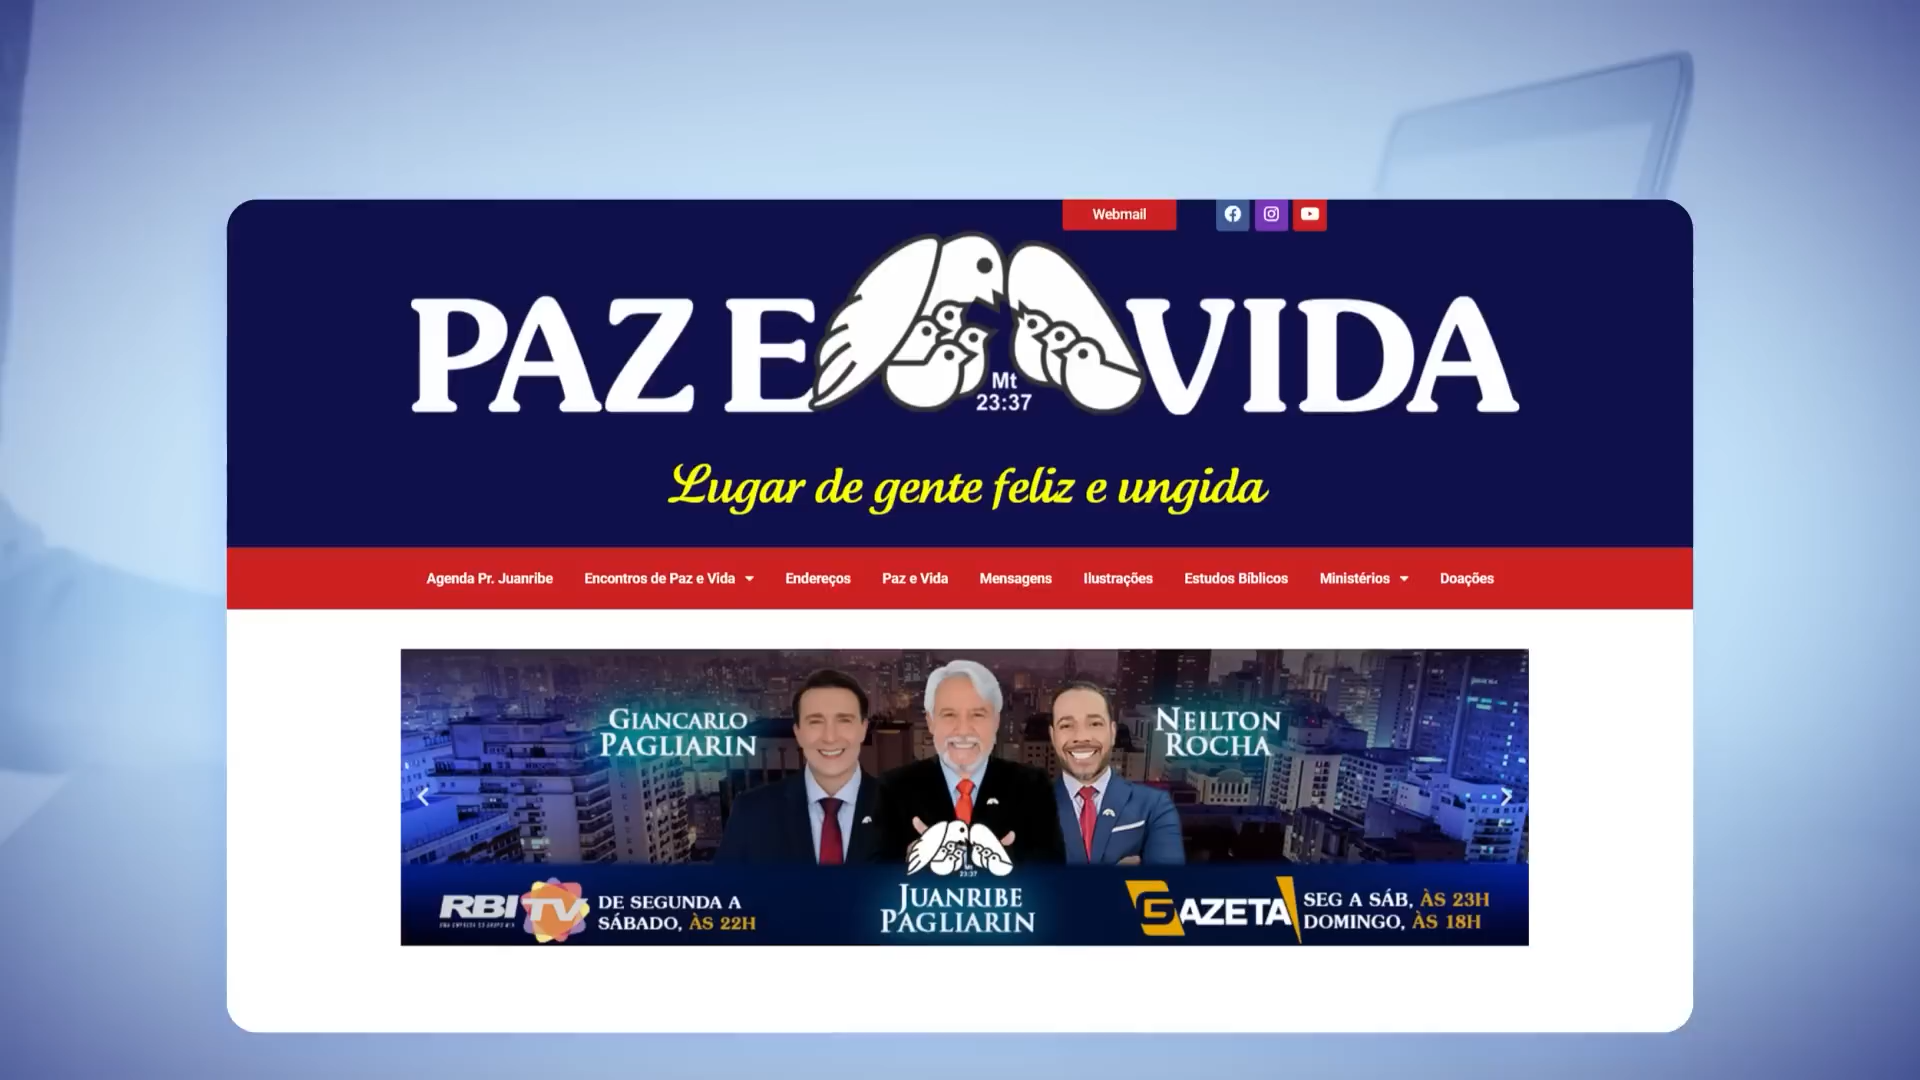 Webmail
PAZ E VIDA
Mt
23:37
Lugar de gente feliz e ungida
Agenda Pr. Juanribe Encontros de Paz e Vida Endereços Paz e Vida Mensagens Ilustrações Estudos Bíblicos Ministérios Doações
GIANCARLO
PAGLIARIN
NEILTON
ROCHA
23:37
JUANRIBE
PAGLIARIN
RBI TV
DE SEGUNDA A
SÁBADO, ÀS 22H
GAZETA
SEG A SÁB, ÀS 23H
DOMINGO, ÀS 18H